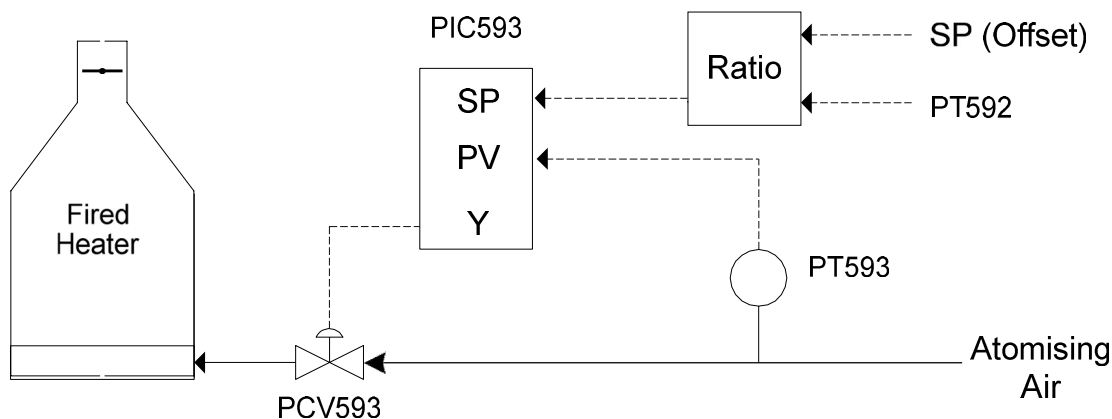 PIC593
SP (Offset)
Ratio
SP
PT592
PV
Fired
Heater
Y
PT593
Atomising
Air
PCV593